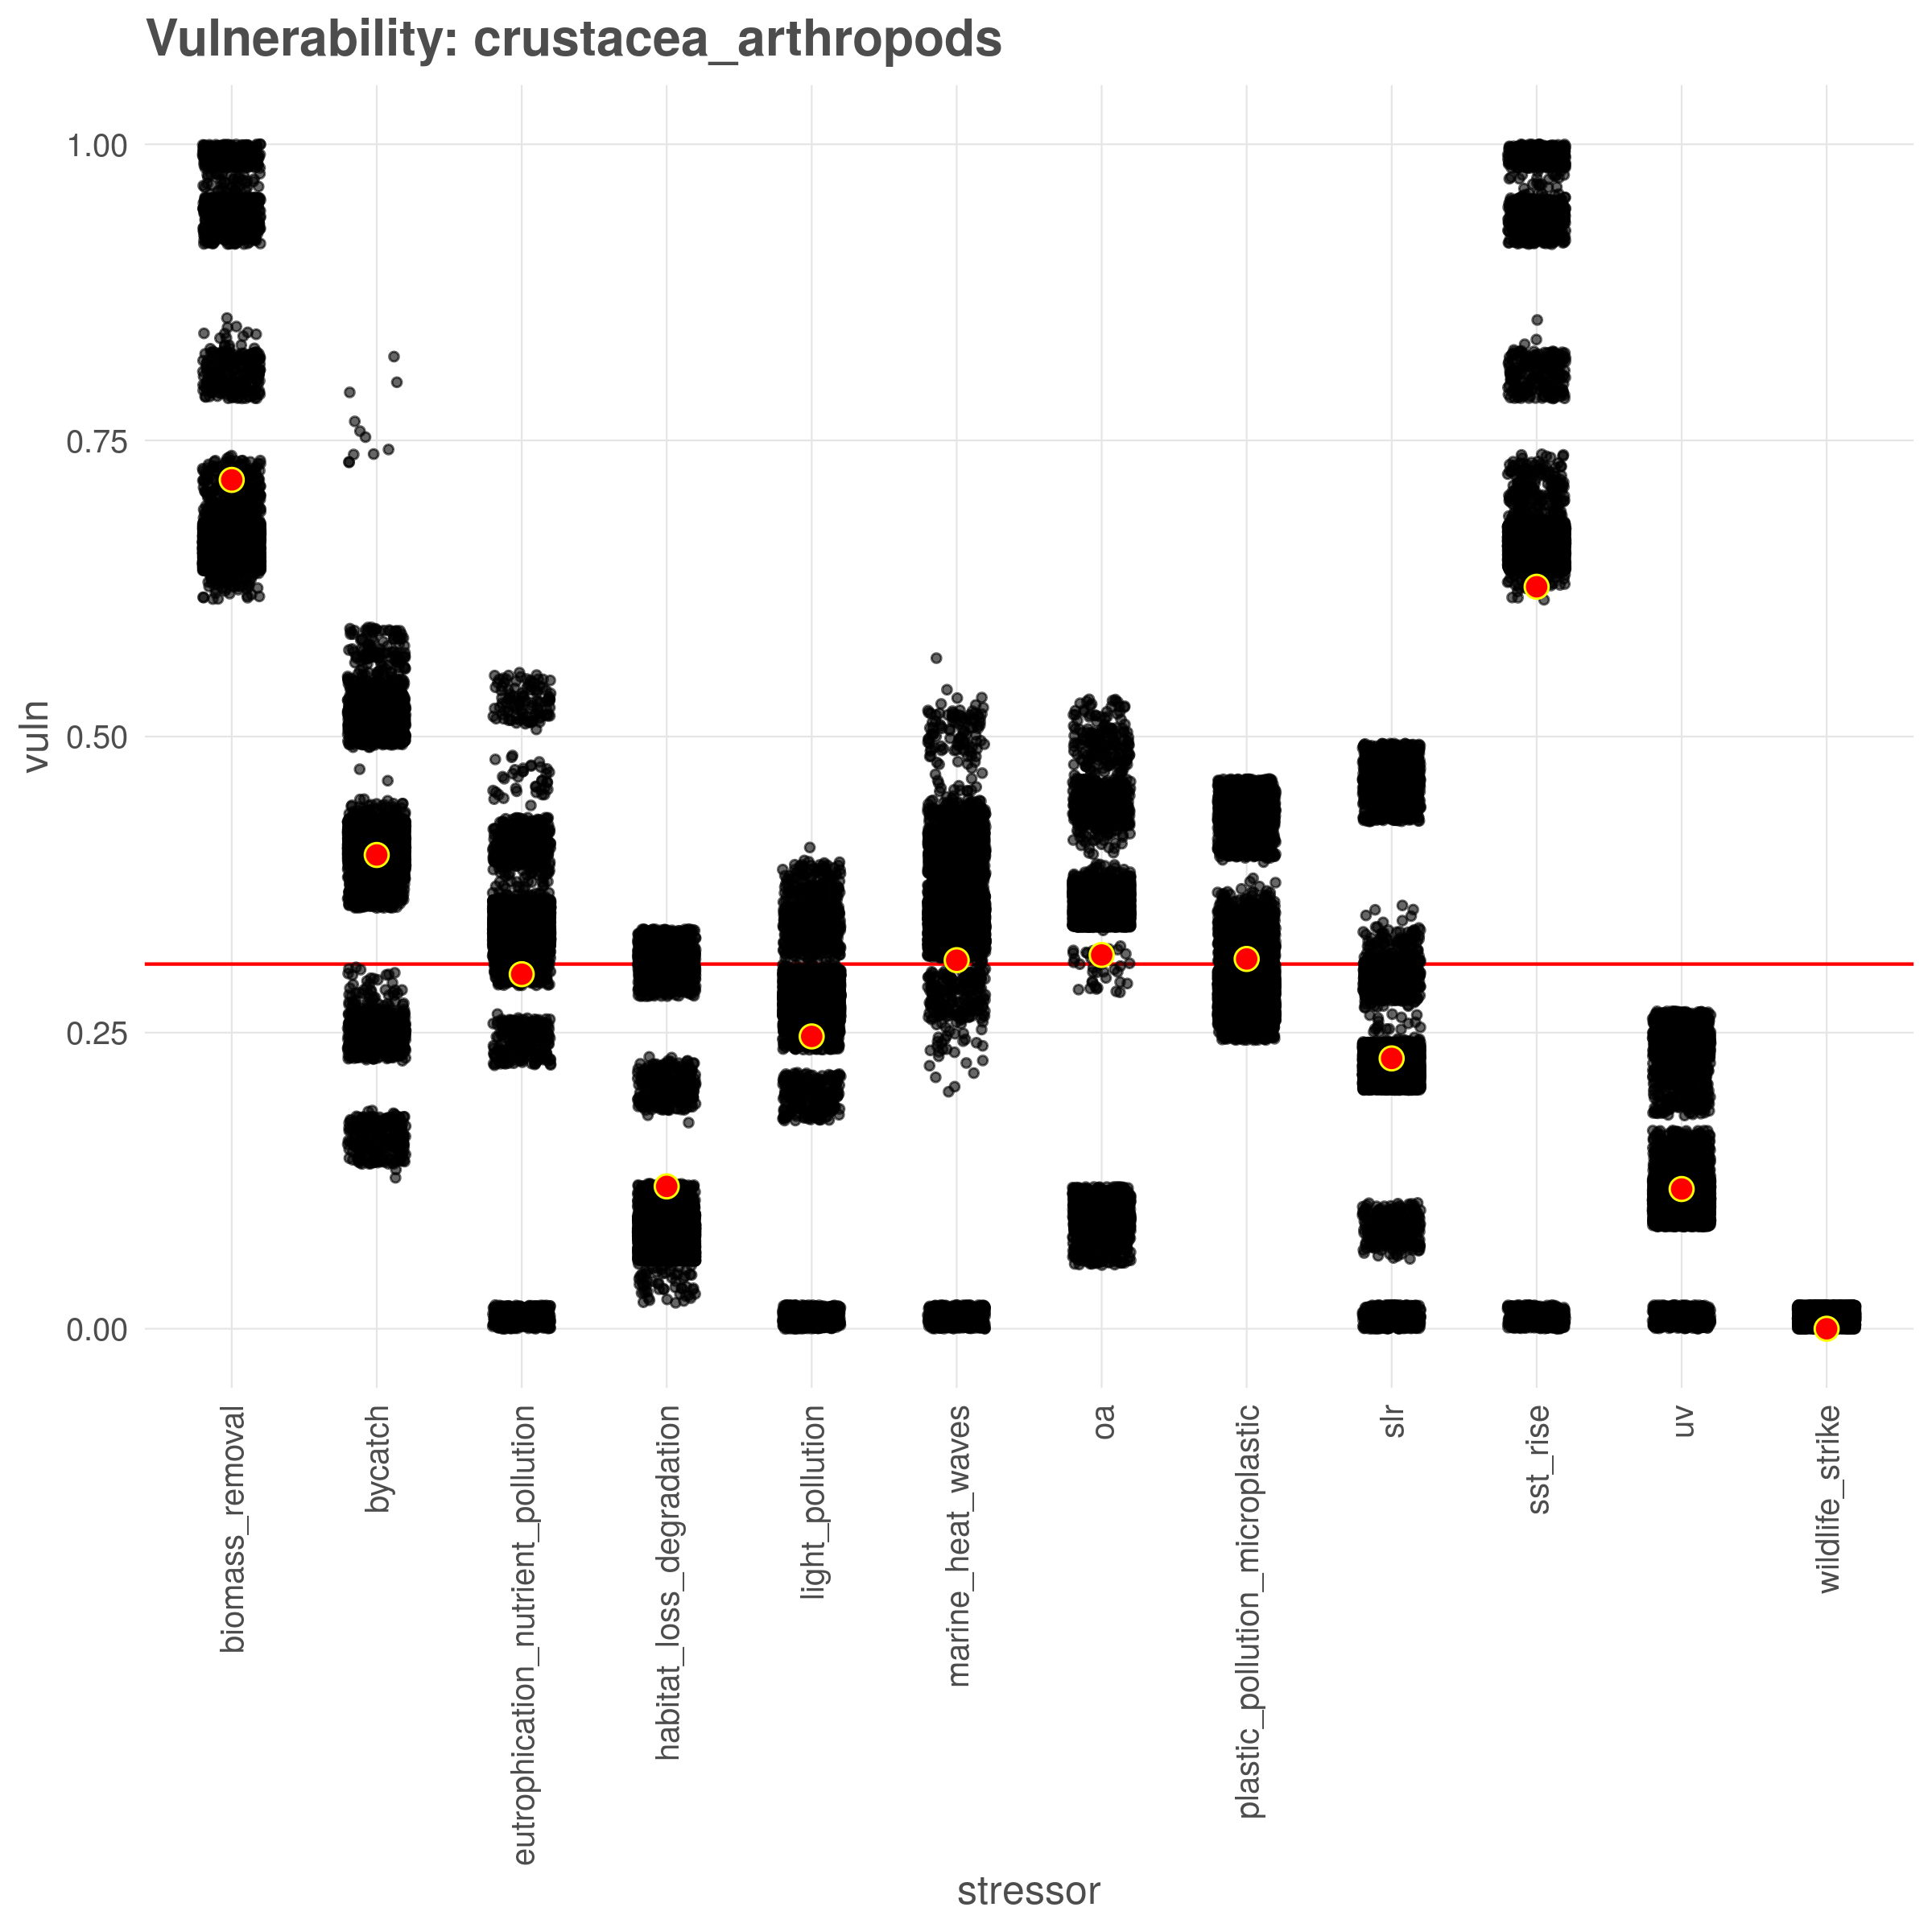 Vulnerability: crustacea_arthropods
1.00
0.75
0.50
0.25
0.00
vuln
biomass_removal
bycatch
eutrophication_nutrient_pollution
habitat_loss_degradation
light_pollution
marine_heat_waves
oa
plastic_pollution_microplastic
slr
sst_rise
uv
wildlife_strike
stressor